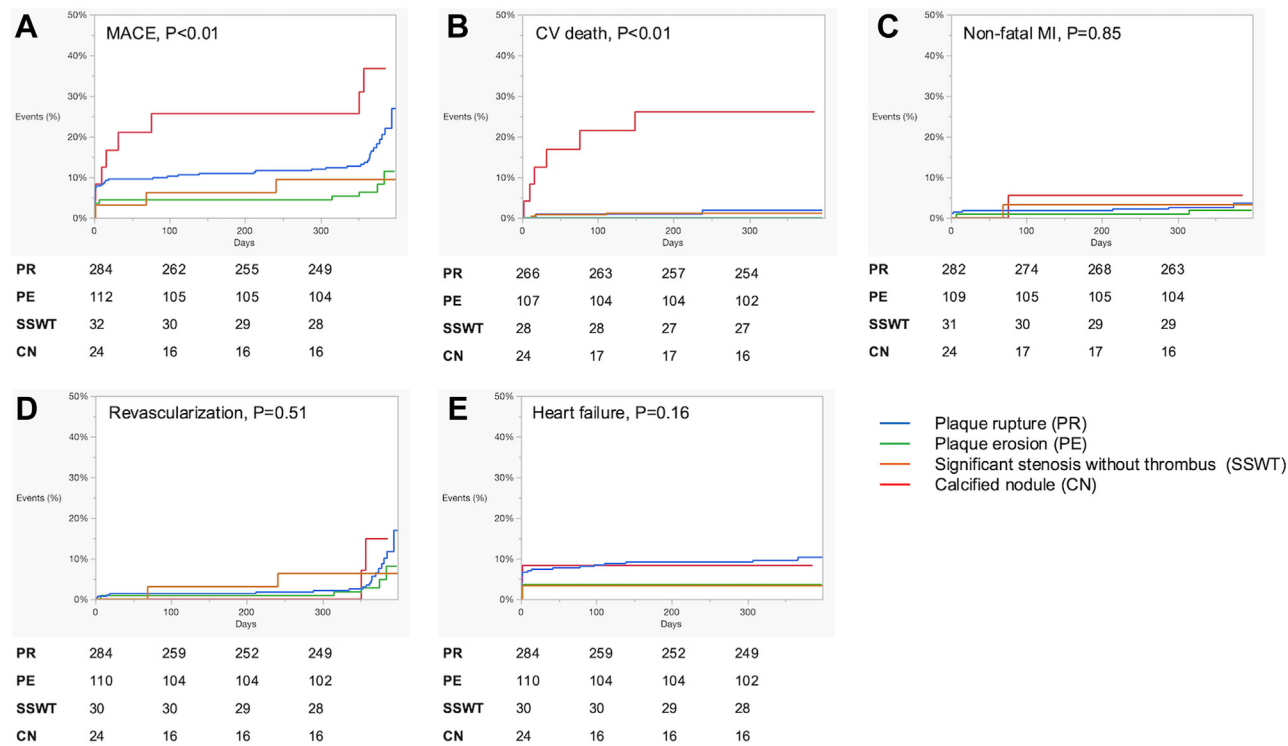 A
MACE, P<0.01
50%
40%
30%
20%
10%
0%
Events (%)
0 100 200 300
Days
PR 284 262 255 249
PE 112 105 105 104
SSWT 32 30 29 28
CN 24 16 16 16
B
CV death, P<0.01
50%
40%
30%
20%
10%
0%
Events (%)
0 100 200 300
Days
PR 266 263 257 254
PE 107 104 104 102
SSWT 28 28 27 27
CN 24 17 17 16
C
Non-fatal MI, P=0.85
50%
40%
30%
20%
10%
0%
Events (%)
0 100 200 300
Days
PR 282 274 268 263
PE 109 105 105 104
SSWT 31 30 29 29
CN 24 17 17 16
D
Revascularization, P=0.51
50%
40%
30%
20%
10%
0%
Events (%)
0 100 200 300
Days
PR 284 259 252 249
PE 110 104 104 102
SSWT 30 30 29 28
CN 24 16 16 16
E
Heart failure, P=0.16
50%
40%
30%
20%
10%
0%
Events (%)
0 100 200 300
Days
PR 284 259 252 249
PE 110 104 104 102
SSWT 30 30 29 28
CN 24 16 16 16
Plaque rupture (PR)
Plaque erosion (PE)
Significant stenosis without thrombus (SSWT)
Calcified nodule (CN)